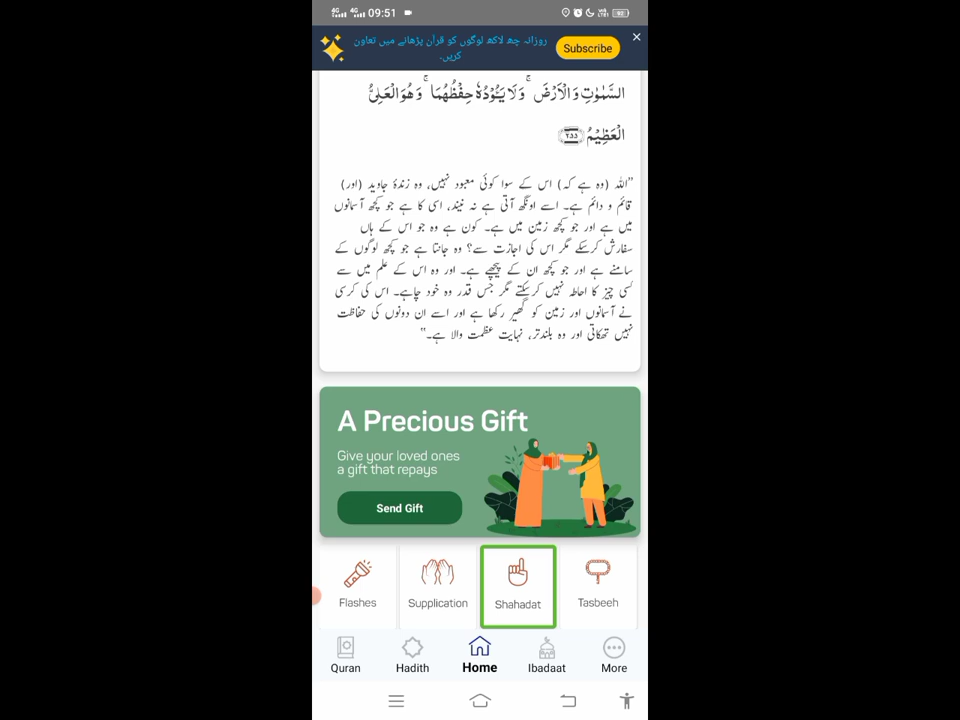 4G 4G 09:51 92
روزانہ چھ لاکھ لوگوں کو قرآن پڑھانے میں تعاون
کریں۔
Subscribe
السَّمٰوٰتِ وَالْاَرْضَ ۚ وَلَا يَـُٔوْدُهٗ حِفْظُهُمَا ۚ وَهُوَ الْعَلِىُّ
الْعَظِيْمُ ٢٥٥
"اللہ (وہ ہے کہ) اس کے سوا کوئی معبود نہیں، وہ زندۂ جاوید (اور)
قائم و دائم ہے۔ اسے اونگھ آتی ہے نہ نیند، اسی کا ہے جو کچھ آسمانوں
میں ہے اور جو کچھ زمین میں ہے۔ کون ہے وہ جو اس کے ہاں
سفارش کرسکے مگر اس کی اجازت سے؟ وہ جانتا ہے جو کچھ لوگوں کے
سامنے ہے اور جو کچھ ان کے پیچھے ہے۔ اور وہ اس کے علم میں سے
کسی چیز کا احاطہ نہیں کرسکتے مگر جس قدر وہ خود چاہے۔ اس کی کرسی
نے آسمانوں اور زمین کو گھیر رکھا ہے اور اسے ان دونوں کی حفاظت
نہیں تھکاتی اور وہ بلندتر، نہایت عظمت والا ہے۔"
A Precious Gift
Give your loved ones
a gift that repays
Send Gift
Flashes Supplication Shahadat Tasbeeh
Quran Hadith Home Ibadaat More